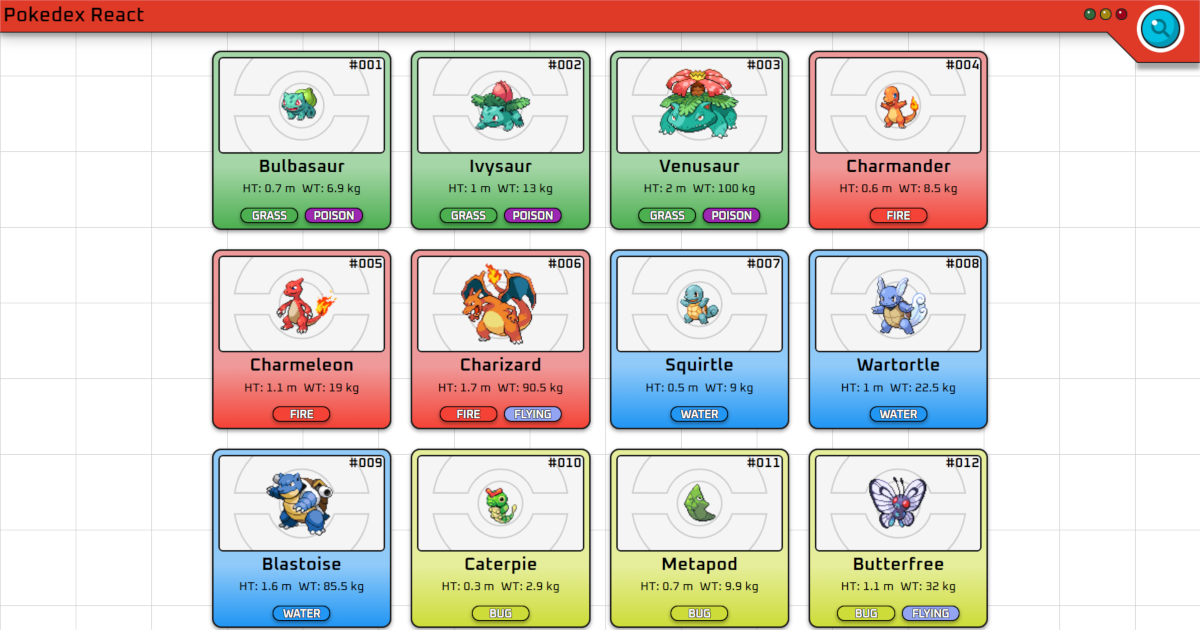 Pokedex React
#001
Bulbasaur
HT: 0.7 m WT: 6.9 kg
GRASS POISON
#002
Ivysaur
HT: 1 m WT: 13 kg
GRASS POISON
#003
Venusaur
HT: 2 m WT: 100 kg
GRASS POISON
#004
Charmander
HT: 0.6 m WT: 8.5 kg
FIRE
#005
Charmeleon
HT: 1.1 m WT: 19 kg
FIRE
#006
Charizard
HT: 1.7 m WT: 90.5 kg
FIRE FLYING
#007
Squirtle
HT: 0.5 m WT: 9 kg
WATER
#008
Wartortle
HT: 1 m WT: 22.5 kg
WATER
#009
Blastoise
HT: 1.6 m WT: 85.5 kg
WATER
#010
Caterpie
HT: 0.3 m WT: 2.9 kg
BUG
#011
Metapod
HT: 0.7 m WT: 9.9 kg
BUG
#012
Butterfree
HT: 1.1 m WT: 32 kg
BUG FLYING